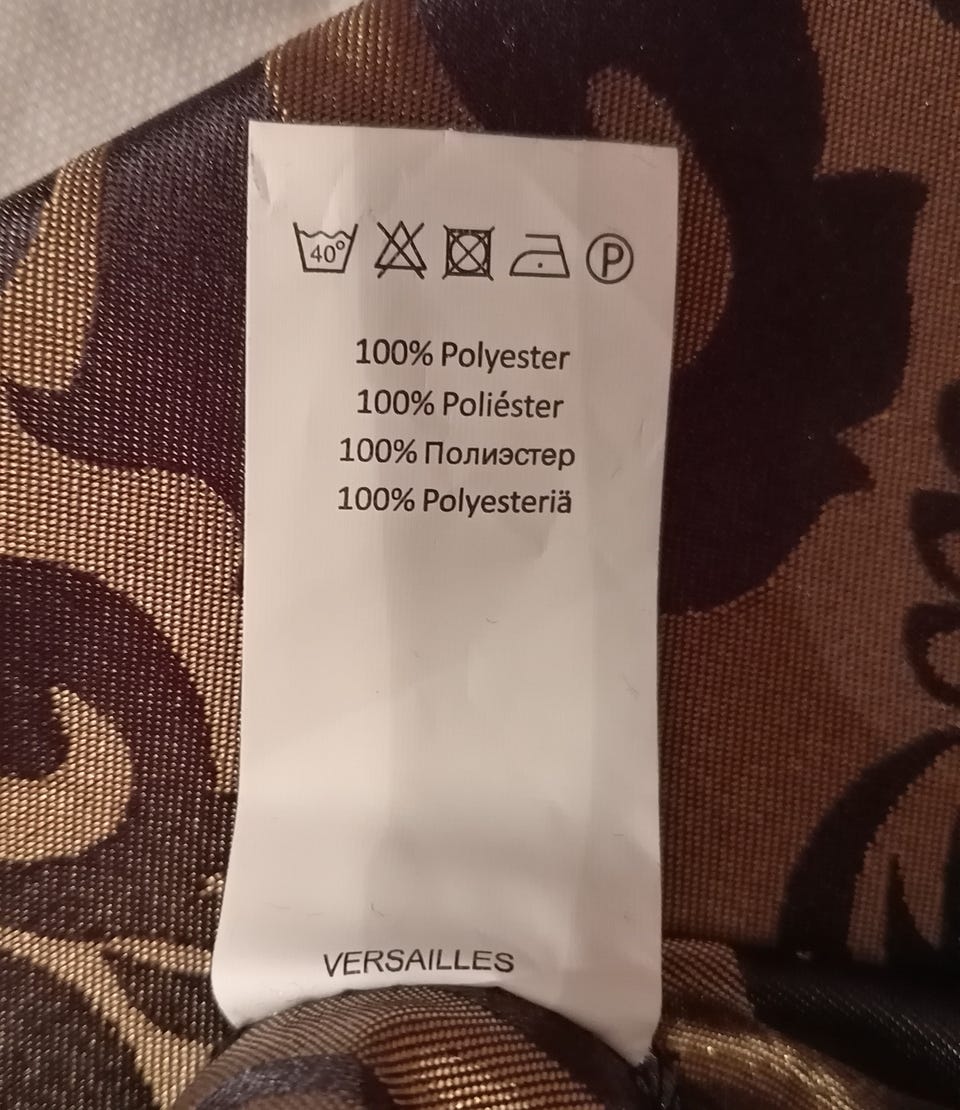 40°
P
100% Polyester
100% Poliéster
100% Полиэстер
100% Polyesteriä
VERSAILLES